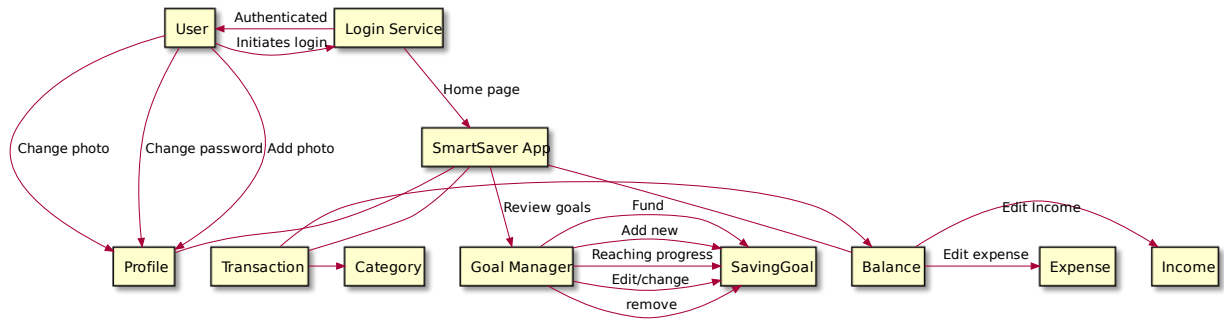 Authenticated
User
Login Service
Initiates login
Home page
Change photo
Change password
Add photo
SmartSaver App
Review goals
Fund
Edit Income
Add new
Reaching progress
Edit expense
Profile
Transaction
Category
Goal Manager
SavingGoal
Balance
Expense
Income
Edit/change
remove